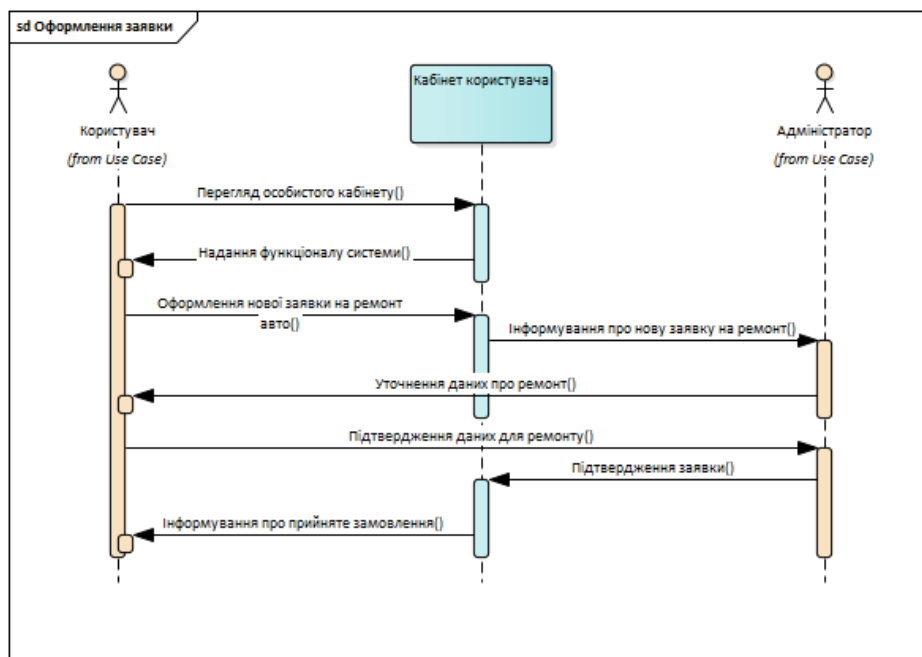 sd Оформлення заявки
Кабінет користувача
Користувач
(from Use Case)
Адміністратор
(from Use Case)
Перегляд особистого кабінету()
Надання функціоналу системи()
Оформлення нової заявки на ремонт
авто()
Інформування про нову заявку на ремонт()
Уточнення даних про ремонт()
Підтвердження даних для ремонту()
Підтвердження заявки()
Інформування про прийняте замовлення()